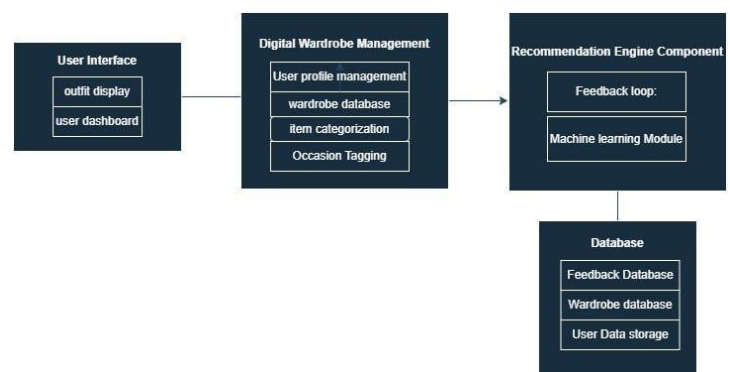 User Interface
outfit display
user dashboard
Digital Wardrobe Management
User profile management
wardrobe database
item categorization
Occasion Tagging
Recommendation Engine Component
Feedback loop:
Machine learning Module
Database
Feedback Database
Wardrobe database
User Data storage